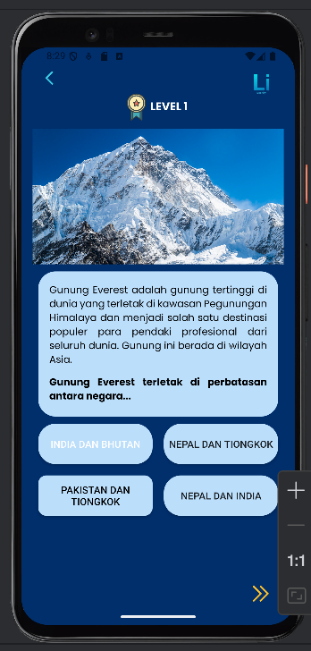 8:29
Li
LEVEL 1
Gunung Everest adalah gunung tertinggi di
dunia yang terletak di kawasan Pegunungan
Himalaya dan menjadi salah satu destinasi
populer para pendaki profesional dari
seluruh dunia. Gunung ini berada di wilayah
Asia.
Gunung Everest terletak di perbatasan
antara negara...
INDIA DAN BHUTAN
NEPAL DAN TIONGKOK
PAKISTAN DAN
TIONGKOK
NEPAL DAN INDIA
1:1